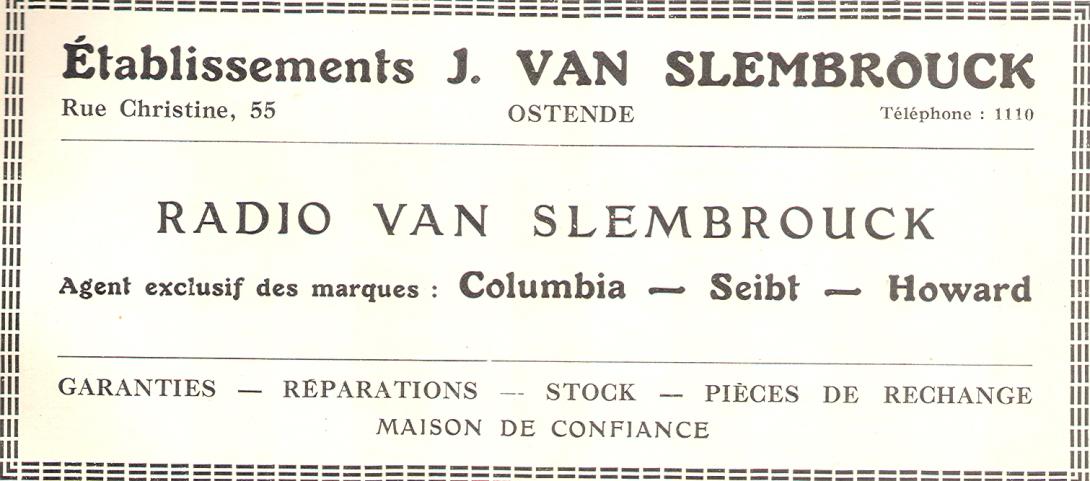 Établissements J. VAN SLEMBROUCK
Rue Christine, 55 OSTENDE Téléphone : 1110
RADIO VAN SLEMBROUCK
Agent exclusif des marques : Columbia — Seibt — Howard
GARANTIES — RÉPARATIONS — STOCK — PIÈCES DE RECHANGE
MAISON DE CONFIANCE